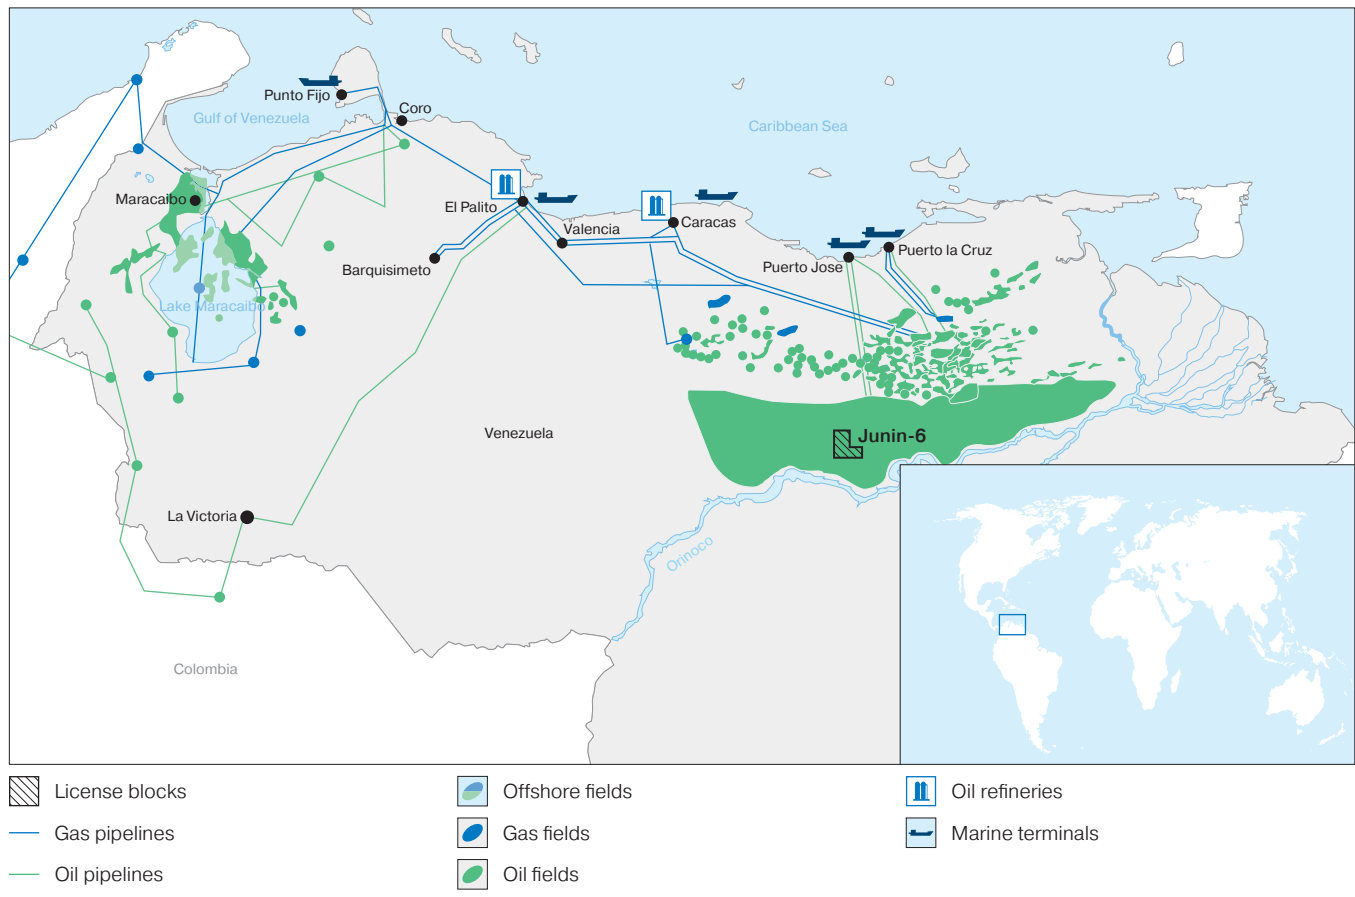 Punto Fijo
Coro
Gulf of Venezuela
Caribbean Sea
Maracaibo
El Palito
Valencia
Caracas
Barquisimeto
Puerto Jose
Puerto la Cruz
Lake Maracaibo
Venezuela
Junin-6
La Victoria
Orinoco
Colombia
License blocks
Offshore fields
Oil refineries
Gas pipelines
Gas fields
Marine terminals
Oil pipelines
Oil fields